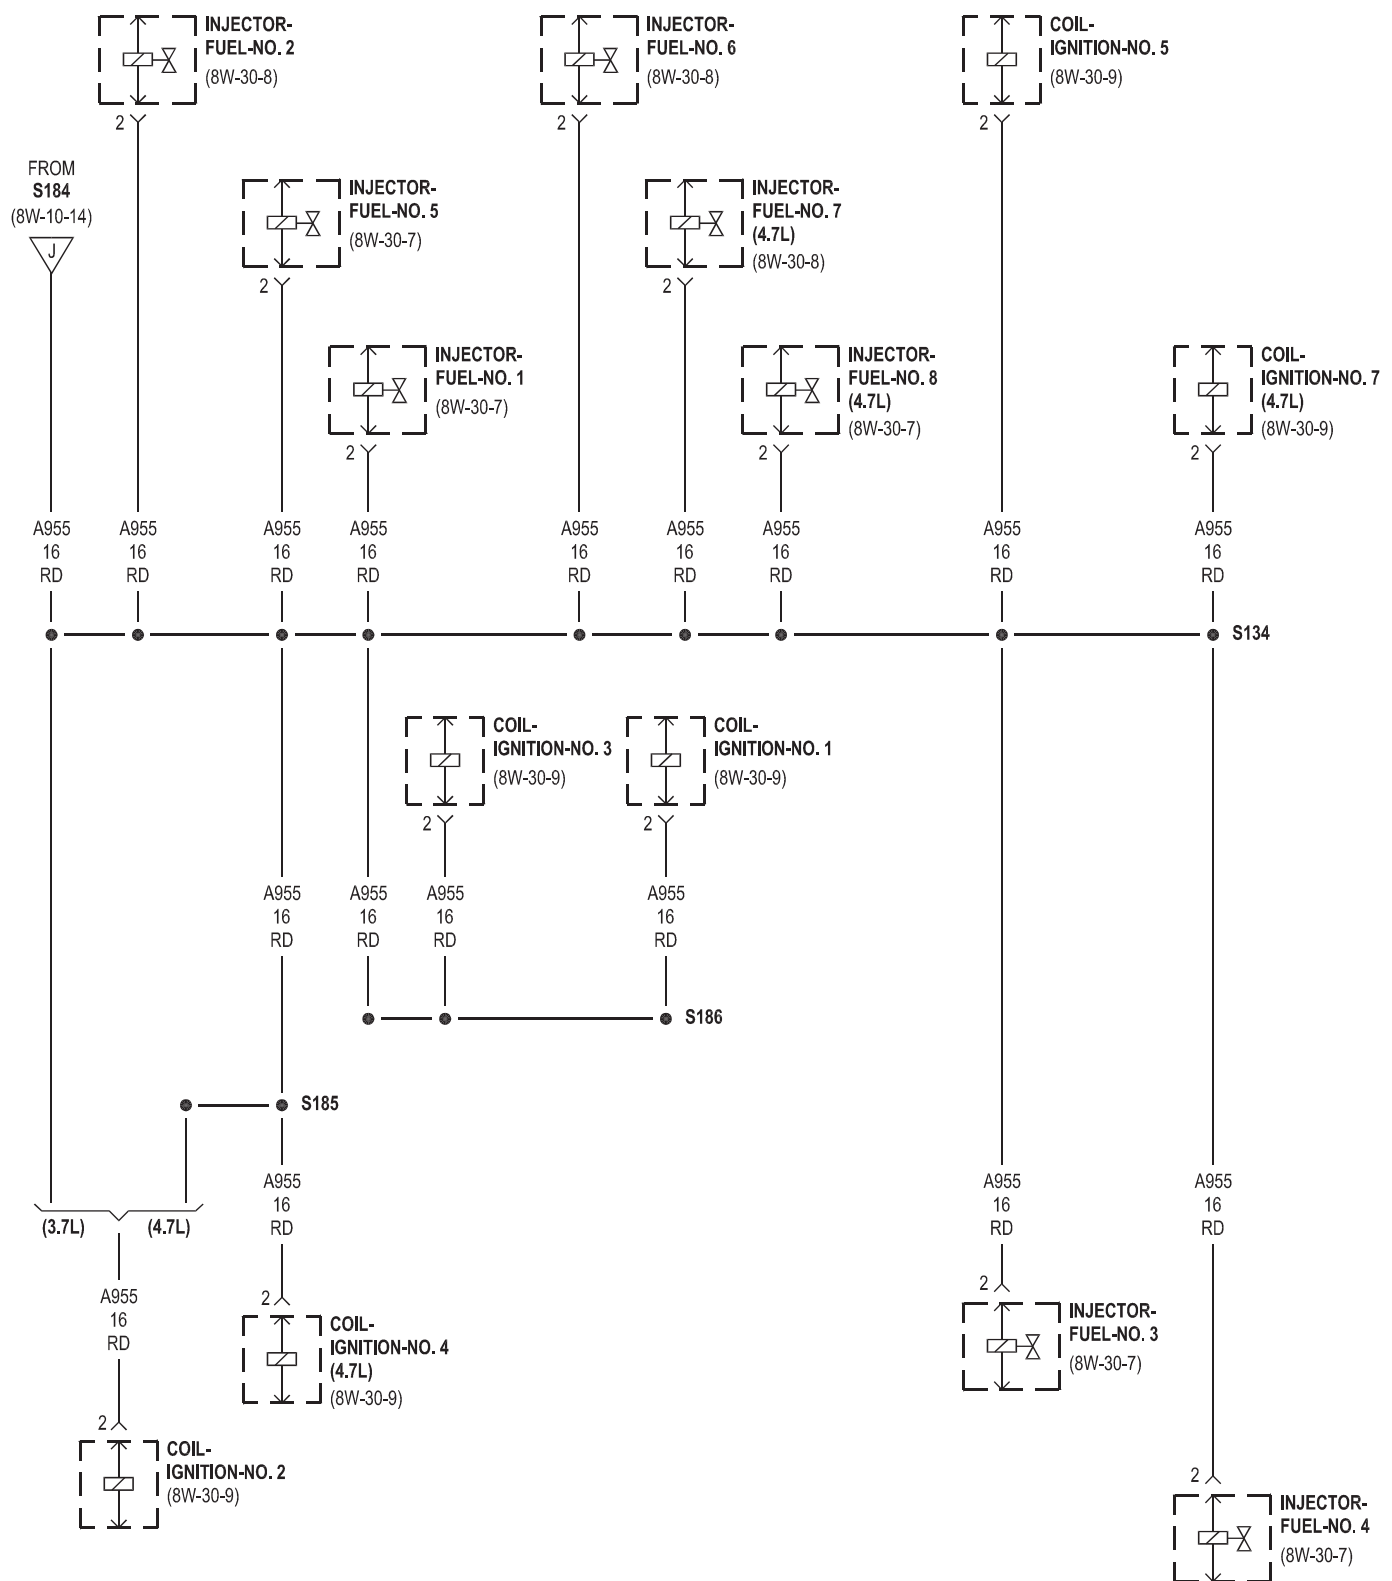 INJECTOR-
FUEL-NO. 2
(8W-30-8)
2
INJECTOR-
FUEL-NO. 6
(8W-30-8)
2
COIL-
IGNITION-NO. 5
(8W-30-9)
2
FROM
S184
(8W-10-14)
J
INJECTOR-
FUEL-NO. 5
(8W-30-7)
2
INJECTOR-
FUEL-NO. 7
(4.7L)
(8W-30-8)
2
INJECTOR-
FUEL-NO. 1
(8W-30-7)
2
INJECTOR-
FUEL-NO. 8
(4.7L)
(8W-30-7)
2
COIL-
IGNITION-NO. 7
(4.7L)
(8W-30-9)
2
A955
16
RD
A955
16
RD
A955
16
RD
A955
16
RD
A955
16
RD
A955
16
RD
A955
16
RD
A955
16
RD
A955
16
RD
S134
COIL-
IGNITION-NO. 3
(8W-30-9)
2
COIL-
IGNITION-NO. 1
(8W-30-9)
2
A955
16
RD
A955
16
RD
A955
16
RD
A955
16
RD
S186
S185
A955
16
RD
A955
16
RD
A955
16
RD
(3.7L)
(4.7L)
A955
16
RD
2
COIL-
IGNITION-NO. 4
(4.7L)
(8W-30-9)
2
INJECTOR-
FUEL-NO. 3
(8W-30-7)
2
COIL-
IGNITION-NO. 2
(8W-30-9)
2
INJECTOR-
FUEL-NO. 4
(8W-30-7)